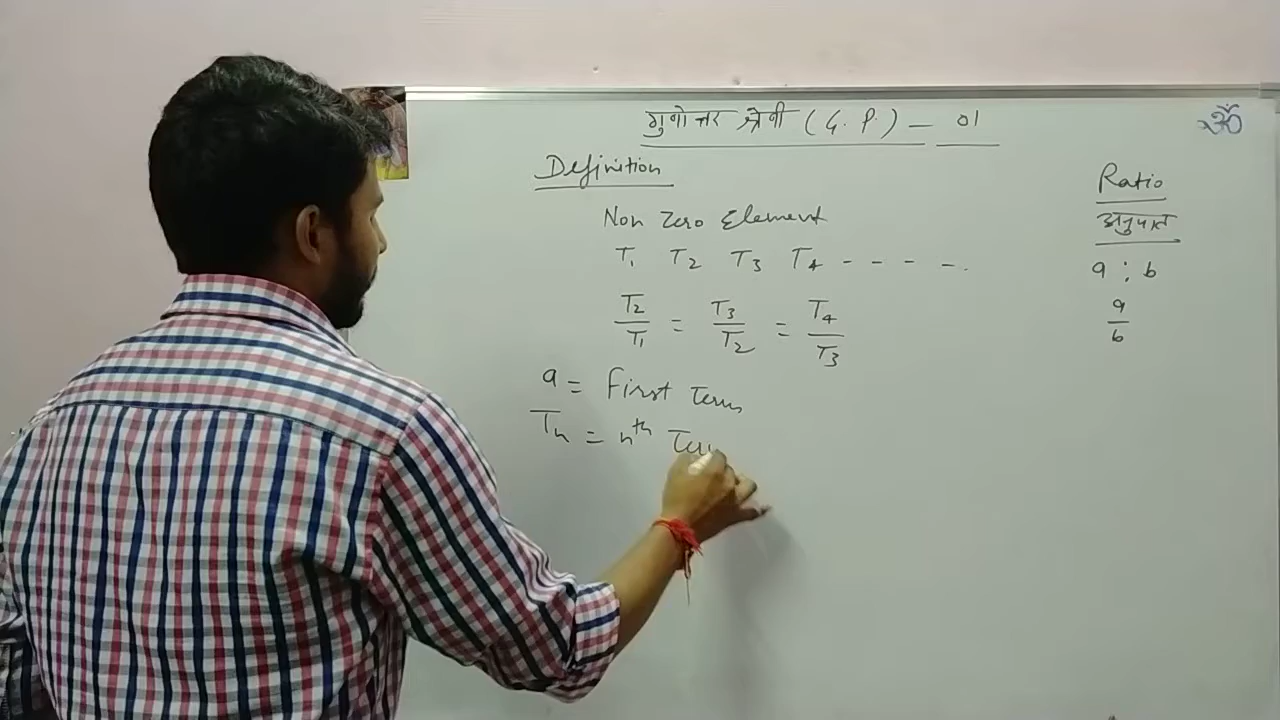 गुणोत्तर श्रेणी (G. P.) – 01
ॐ
Definition
Non Zero Element
T₁ T₂ T₃ T₄ - - - - .
T₂/T₁ = T₃/T₂ = T₄/T₃
a = First Term
Tₙ = nᵗʰ Ter
Ratio
अनुपात
a : b
a/b